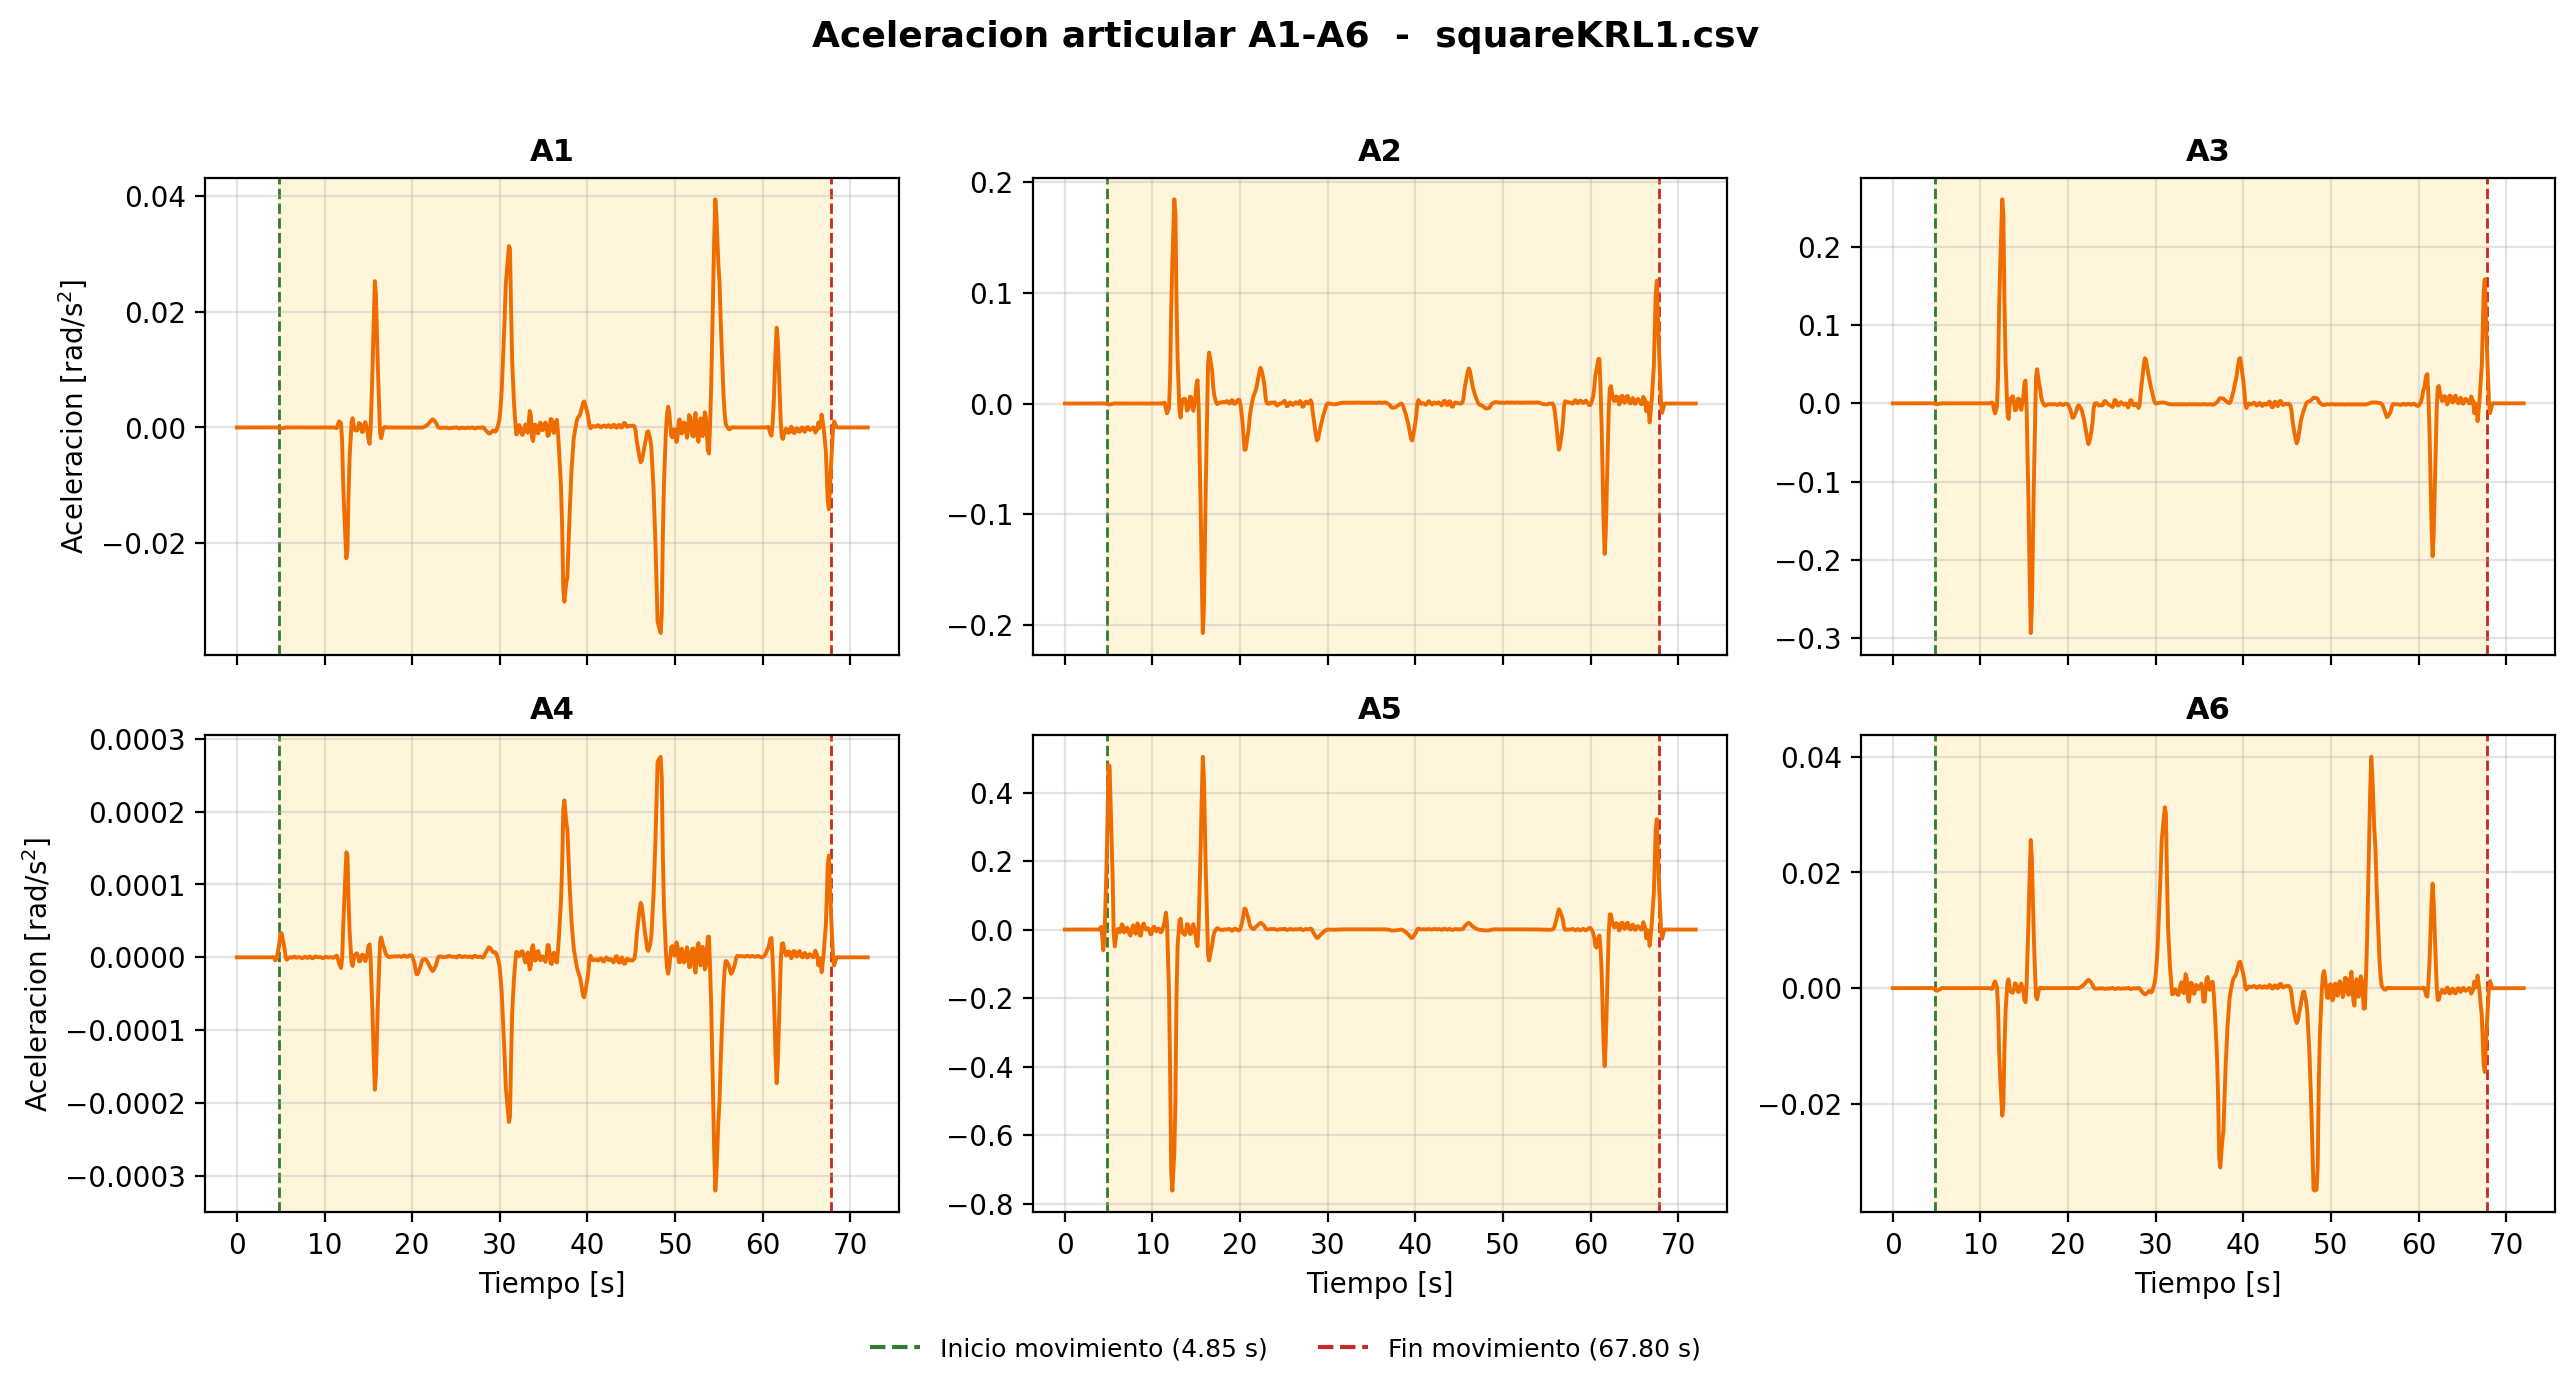 Aceleracion articular A1-A6  -  squareKRL1.csv
A1
A2
A3
Aceleracion [rad/s²]
0.04
0.02
0.00
−0.02
0.2
0.1
0.0
−0.1
−0.2
0.2
0.1
0.0
−0.1
−0.2
−0.3
A4
A5
A6
Aceleracion [rad/s²]
0.0003
0.0002
0.0001
0.0000
−0.0001
−0.0002
−0.0003
0.4
0.2
0.0
−0.2
−0.4
−0.6
−0.8
0.04
0.02
0.00
−0.02
0 10 20 30 40 50 60 70
0 10 20 30 40 50 60 70
0 10 20 30 40 50 60 70
Tiempo [s]
Tiempo [s]
Tiempo [s]
Inicio movimiento (4.85 s)
Fin movimiento (67.80 s)